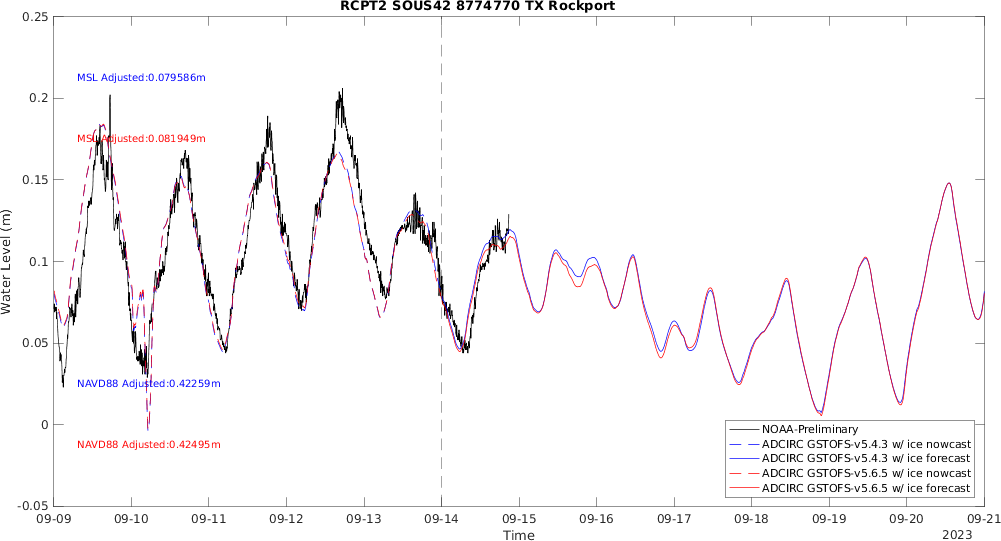 RCPT2 SOUS42 8774770 TX Rockport
0.25
0.2
0.15
0.1
0.05
0
-0.05
Water Level (m)
MSL Adjusted:0.079586m
MSL Adjusted:0.081949m
NAVD88 Adjusted:0.42259m
NAVD88 Adjusted:0.42495m
NOAA-Preliminary
ADCIRC GSTOFS-v5.4.3 w/ ice nowcast
ADCIRC GSTOFS-v5.4.3 w/ ice forecast
ADCIRC GSTOFS-v5.6.5 w/ ice nowcast
ADCIRC GSTOFS-v5.6.5 w/ ice forecast
09-09 09-10 09-11 09-12 09-13 09-14 09-15 09-16 09-17 09-18 09-19 09-20 09-21
Time
2023